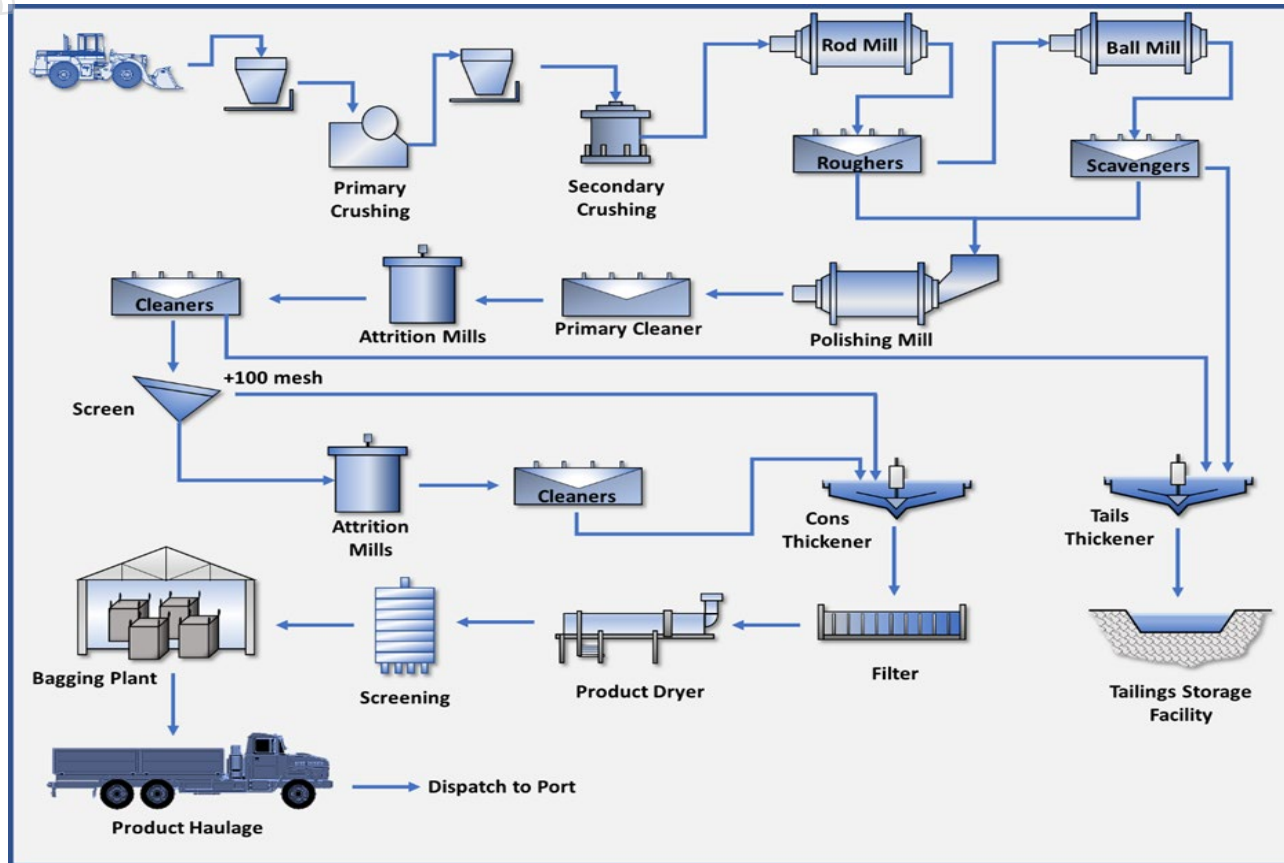 Rod Mill
Ball Mill
Roughers
Scavengers
Primary
Crushing
Secondary
Crushing
Cleaners
Attrition Mills
Primary Cleaner
Polishing Mill
+100 mesh
Screen
Cleaners
Attrition
Mills
Cons
Thickener
Tails
Thickener
Bagging Plant
Screening
Product Dryer
Filter
Tailings Storage
Facility
Dispatch to Port
Product Haulage